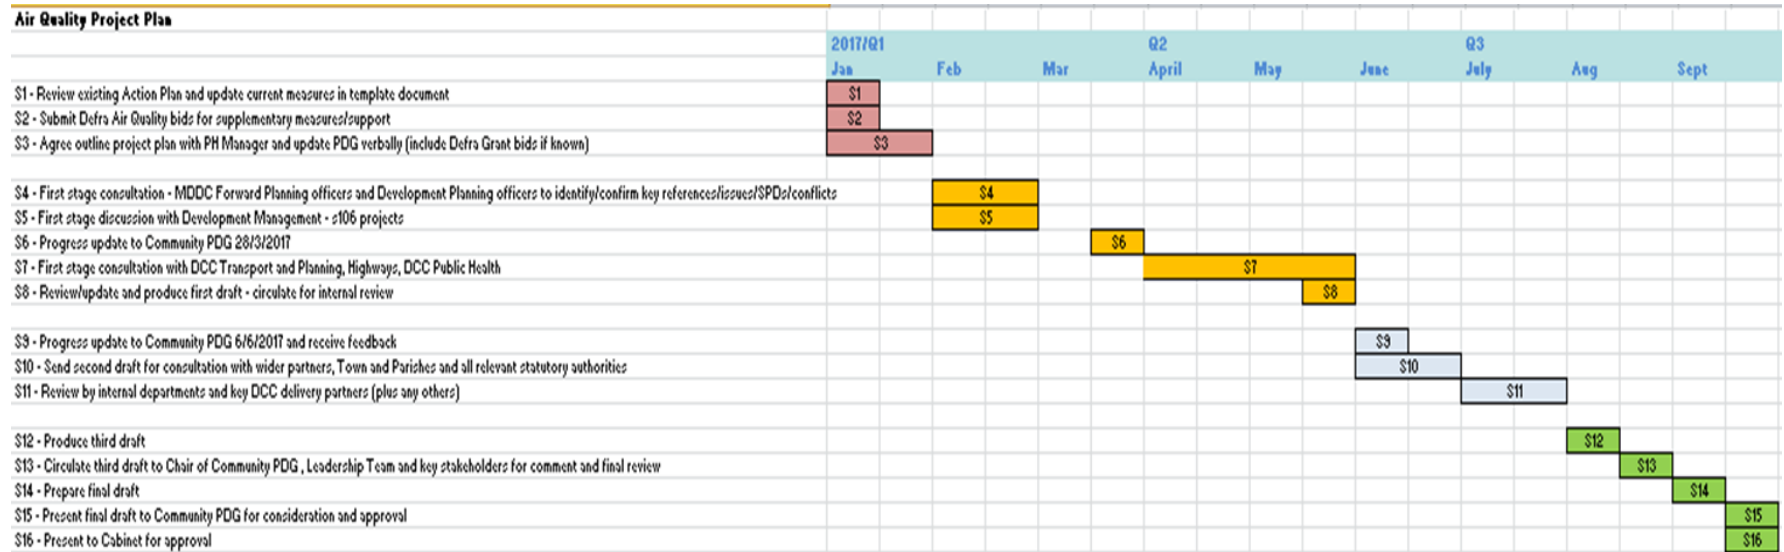 Air Quality Project Plan
2017/Q1 Q2 Q3
Jan Feb Mar April May June July Aug Sept
S1 - Review existing Action Plan and update current measures in template document S1
S2 - Submit Defra Air Quality bids for supplementary measures/support S2
S3 - Agree outline project plan with PH Manager and update PDG verbally (include Defra Grant bids if known) S3
S4 - First stage consultation - MDDC Forward Planning officers and Development Planning officers to identify/confirm key references/issues/SPDs/conflicts S4
S5 - First stage discussion with Development Management - s106 projects S5
S6 - Progress update to Community PDG 28/3/2017 S6
S7 - First stage consultation with DCC Transport and Planning, Highways, DCC Public Health S7
S8 - Review/update and produce first draft - circulate for internal review S8
S9 - Progress update to Community PDG 6/6/2017 and receive feedback S9
S10 - Send second draft for consultation with wider partners, Town and Parishes and all relevant statutory authorities S10
S11 - Review by internal departments and key DCC delivery partners (plus any others) S11
S12 - Produce third draft S12
S13 - Circulate third draft to Chair of Community PDG , Leadership Team and key stakeholders for comment and final review S13
S14 - Prepare final draft S14
S15 - Present final draft to Community PDG for consideration and approval S15
S16 - Present to Cabinet for approval S16